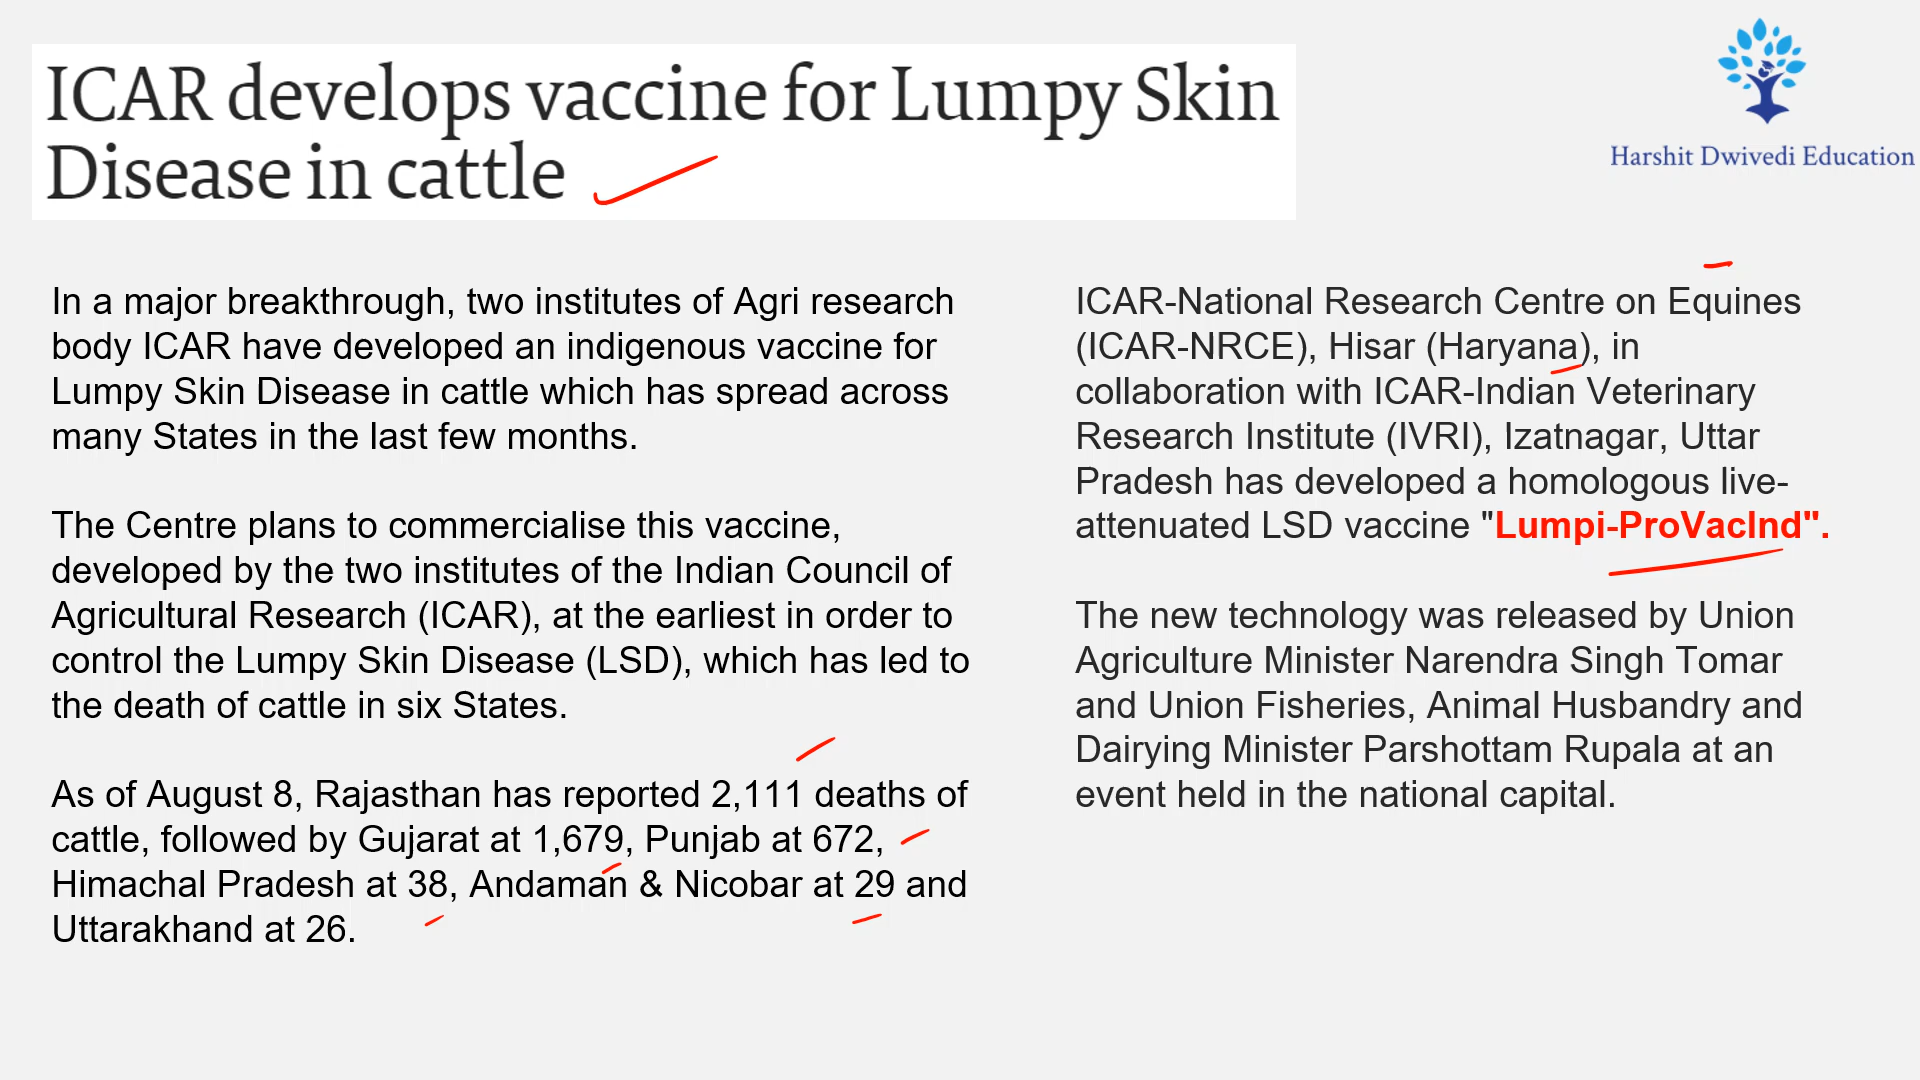 ICAR develops vaccine for Lumpy Skin
Disease in cattle
Harshit Dwivedi Education
In a major breakthrough, two institutes of Agri research
body ICAR have developed an indigenous vaccine for
Lumpy Skin Disease in cattle which has spread across
many States in the last few months.
The Centre plans to commercialise this vaccine,
developed by the two institutes of the Indian Council of
Agricultural Research (ICAR), at the earliest in order to
control the Lumpy Skin Disease (LSD), which has led to
the death of cattle in six States.
As of August 8, Rajasthan has reported 2,111 deaths of
cattle, followed by Gujarat at 1,679, Punjab at 672,
Himachal Pradesh at 38, Andaman & Nicobar at 29 and
Uttarakhand at 26.
ICAR-National Research Centre on Equines
(ICAR-NRCE), Hisar (Haryana), in
collaboration with ICAR-Indian Veterinary
Research Institute (IVRI), Izatnagar, Uttar
Pradesh has developed a homologous live-
attenuated LSD vaccine "Lumpi-ProVacInd".
The new technology was released by Union
Agriculture Minister Narendra Singh Tomar
and Union Fisheries, Animal Husbandry and
Dairying Minister Parshottam Rupala at an
event held in the national capital.